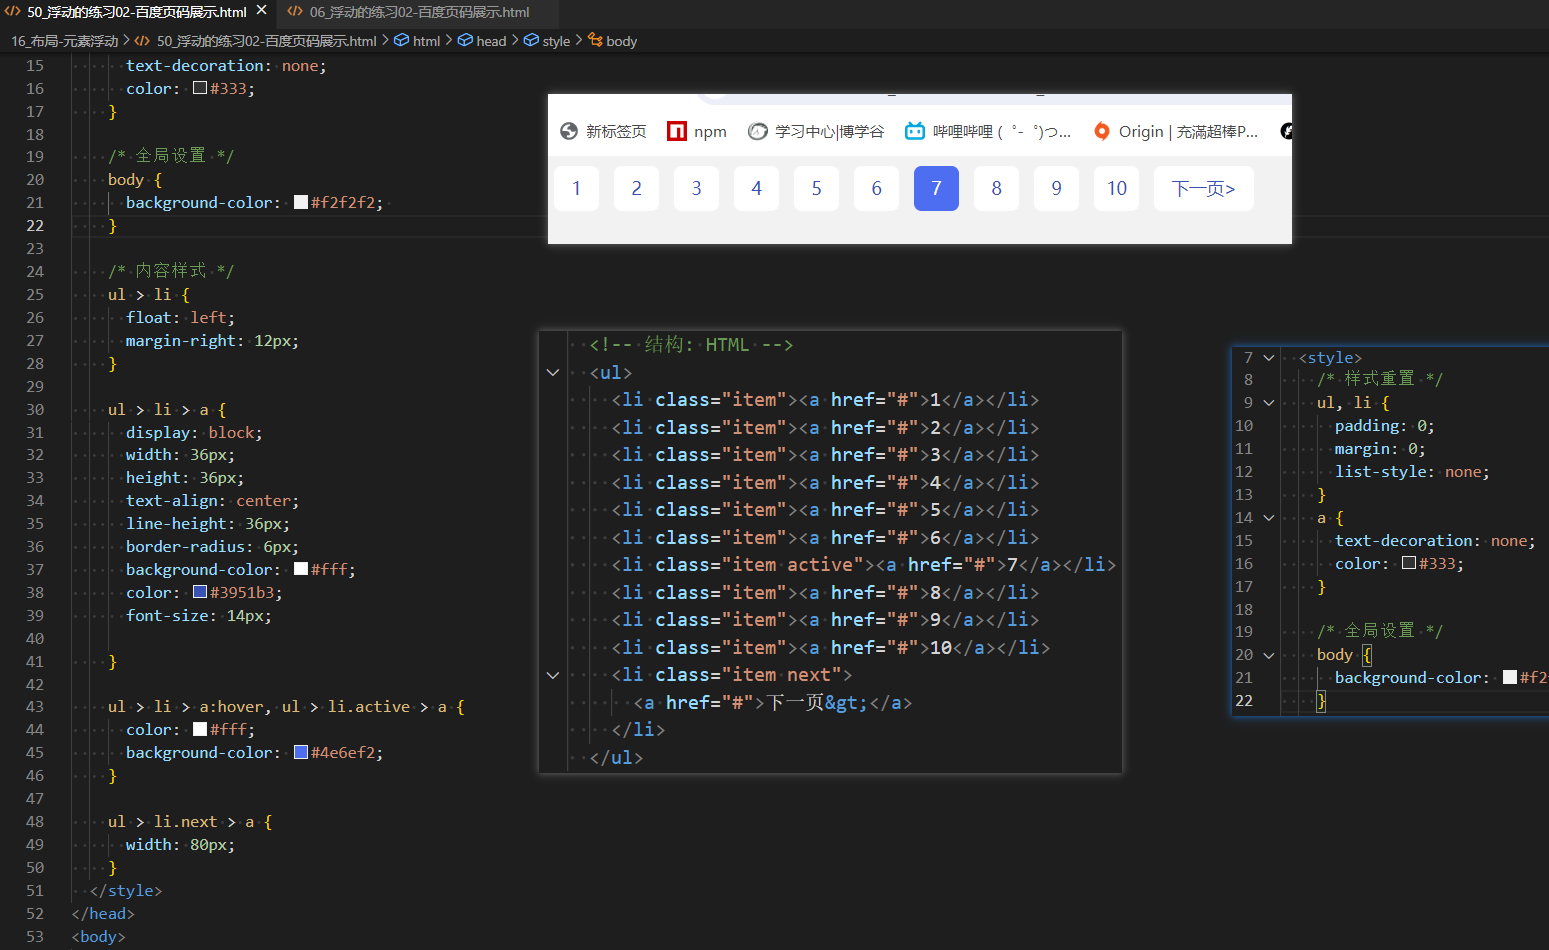 50_浮动的练习02-百度页码展示.html
06_浮动的练习02-百度页码展示.html
16_布局-元素浮动 > 50_浮动的练习02-百度页码展示.html > html > head > style > body
15 text-decoration: none;
16 color: #333;
17 }
18
19 /* 全局设置 */
20 body {
21 background-color: #f2f2f2;
22 }
23
24 /* 内容样式 */
25 ul > li {
26 float: left;
27 margin-right: 12px;
28 }
29
30 ul > li > a {
31 display: block;
32 width: 36px;
33 height: 36px;
34 text-align: center;
35 line-height: 36px;
36 border-radius: 6px;
37 background-color: #fff;
38 color: #3951b3;
39 font-size: 14px;
40
41 }
42
43 ul > li > a:hover, ul > li.active > a {
44 color: #fff;
45 background-color: #4e6ef2;
46 }
47
48 ul > li.next > a {
49 width: 80px;
50 }
51 </style>
52 </head>
53 <body>
新标签页 npm 学习中心|博学谷 哔哩哔哩 ( ゜- ゜)つ... Origin | 充滿超棒P...
1 2 3 4 5 6 7 8 9 10 下一页>
<!-- 结构: HTML -->
<ul>
<li class="item"><a href="#">1</a></li>
<li class="item"><a href="#">2</a></li>
<li class="item"><a href="#">3</a></li>
<li class="item"><a href="#">4</a></li>
<li class="item"><a href="#">5</a></li>
<li class="item"><a href="#">6</a></li>
<li class="item active"><a href="#">7</a></li>
<li class="item"><a href="#">8</a></li>
<li class="item"><a href="#">9</a></li>
<li class="item"><a href="#">10</a></li>
<li class="item next">
<a href="#">下一页&gt;</a>
</li>
</ul>
7 <style>
8 /* 样式重置 */
9 ul, li {
10 padding: 0;
11 margin: 0;
12 list-style: none;
13 }
14 a {
15 text-decoration: none;
16 color: #333;
17 }
18
19 /* 全局设置 */
20 body {
21 background-color: #f2
22 }